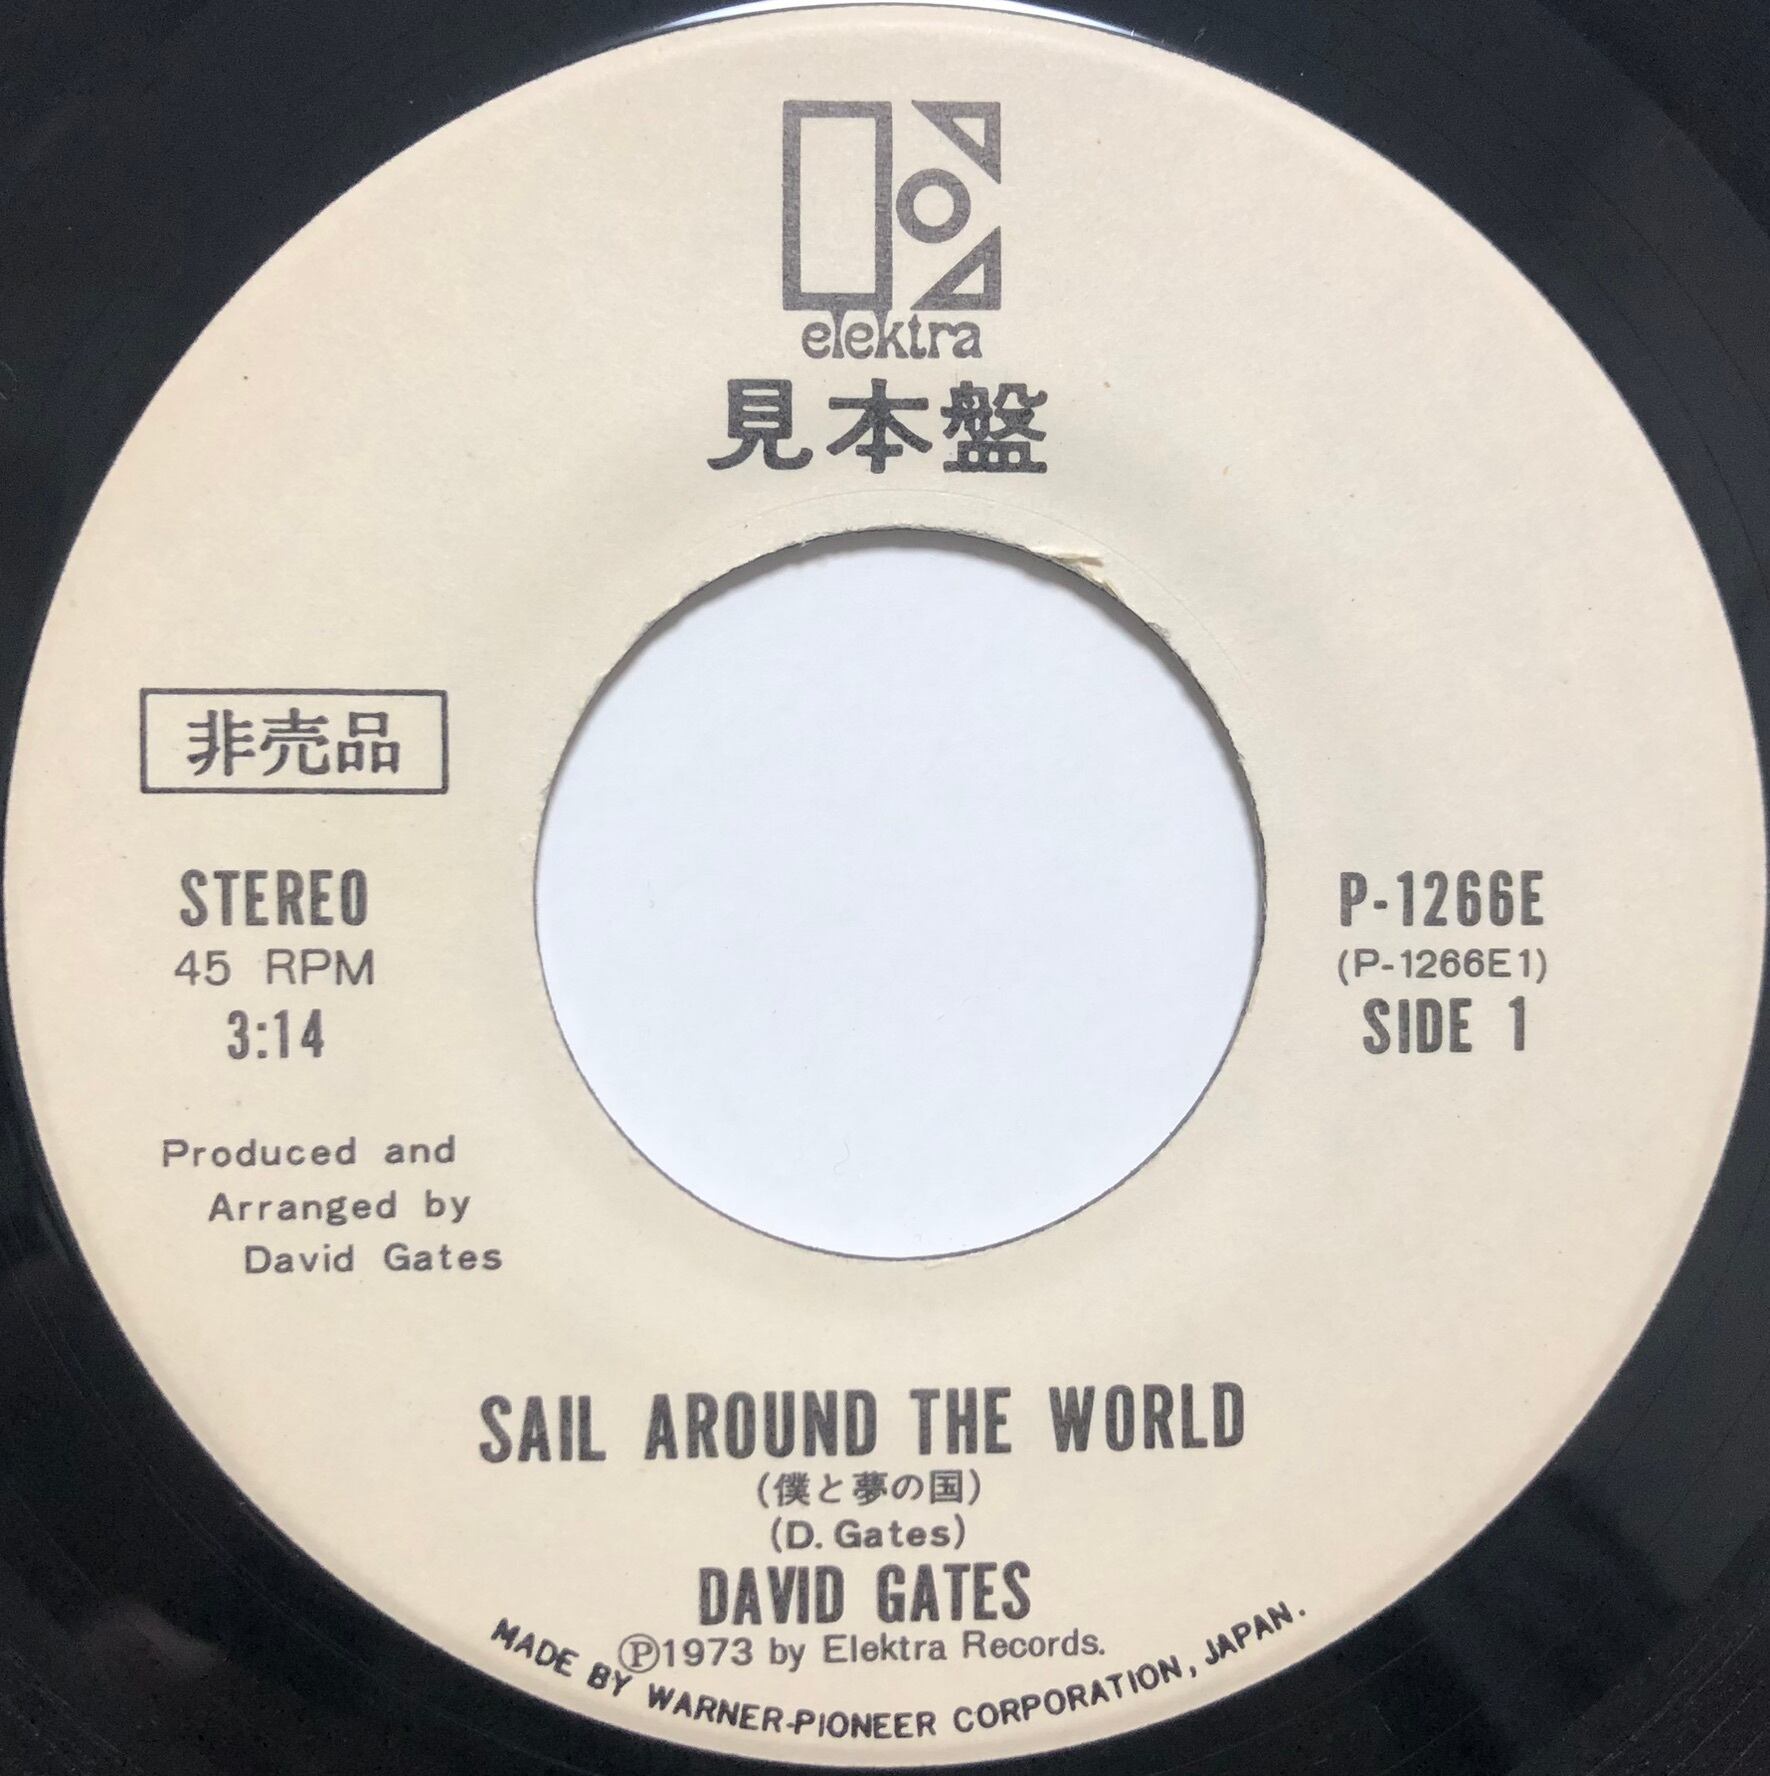 elektra
見本盤
非売品
STEREO
45 RPM
3:14
P-1266E
(P-1266E1)
SIDE 1
Produced and
Arranged by
David Gates
SAIL AROUND THE WORLD
(僕と夢の国)
(D. Gates)
DAVID GATES
Ⓟ1973 by Elektra Records.
MADE BY WARNER-PIONEER CORPORATION, JAPAN.